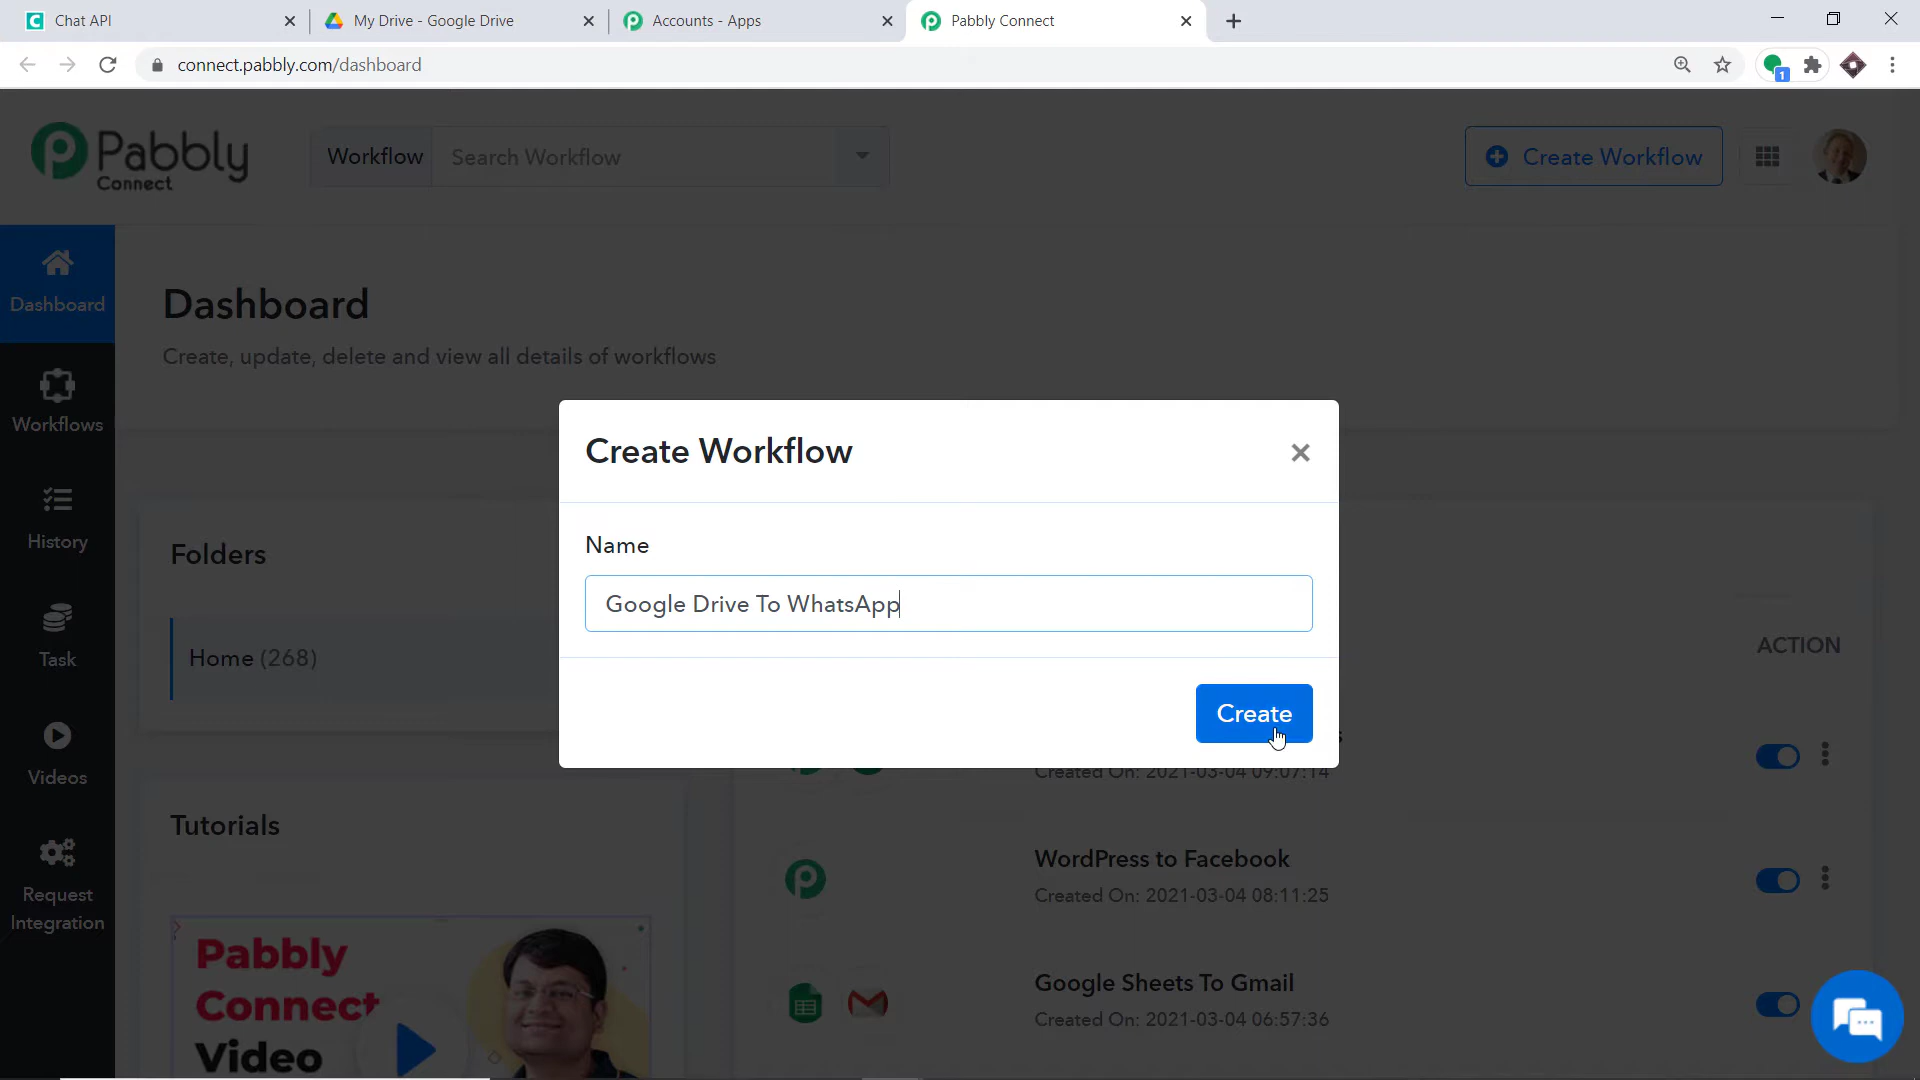 Chat API
My Drive - Google Drive
Accounts - Apps
Pabbly Connect
connect.pabbly.com/dashboard
1
Pabbly
Connect
Workflow
Search Workflow
Create Workflow
Dashboard
Workflows
History
Task
Videos
Request
Integration
Dashboard
Create, update, delete and view all details of workflows
Folders
Home (268)
Tutorials
Pabbly
Connect
Video
Create Workflow
Name
Google Drive To WhatsApp
Create
ACTION
Created On: 2021-03-04 09:07:14
WordPress to Facebook
Created On: 2021-03-04 08:11:25
Google Sheets To Gmail
Created On: 2021-03-04 06:57:36